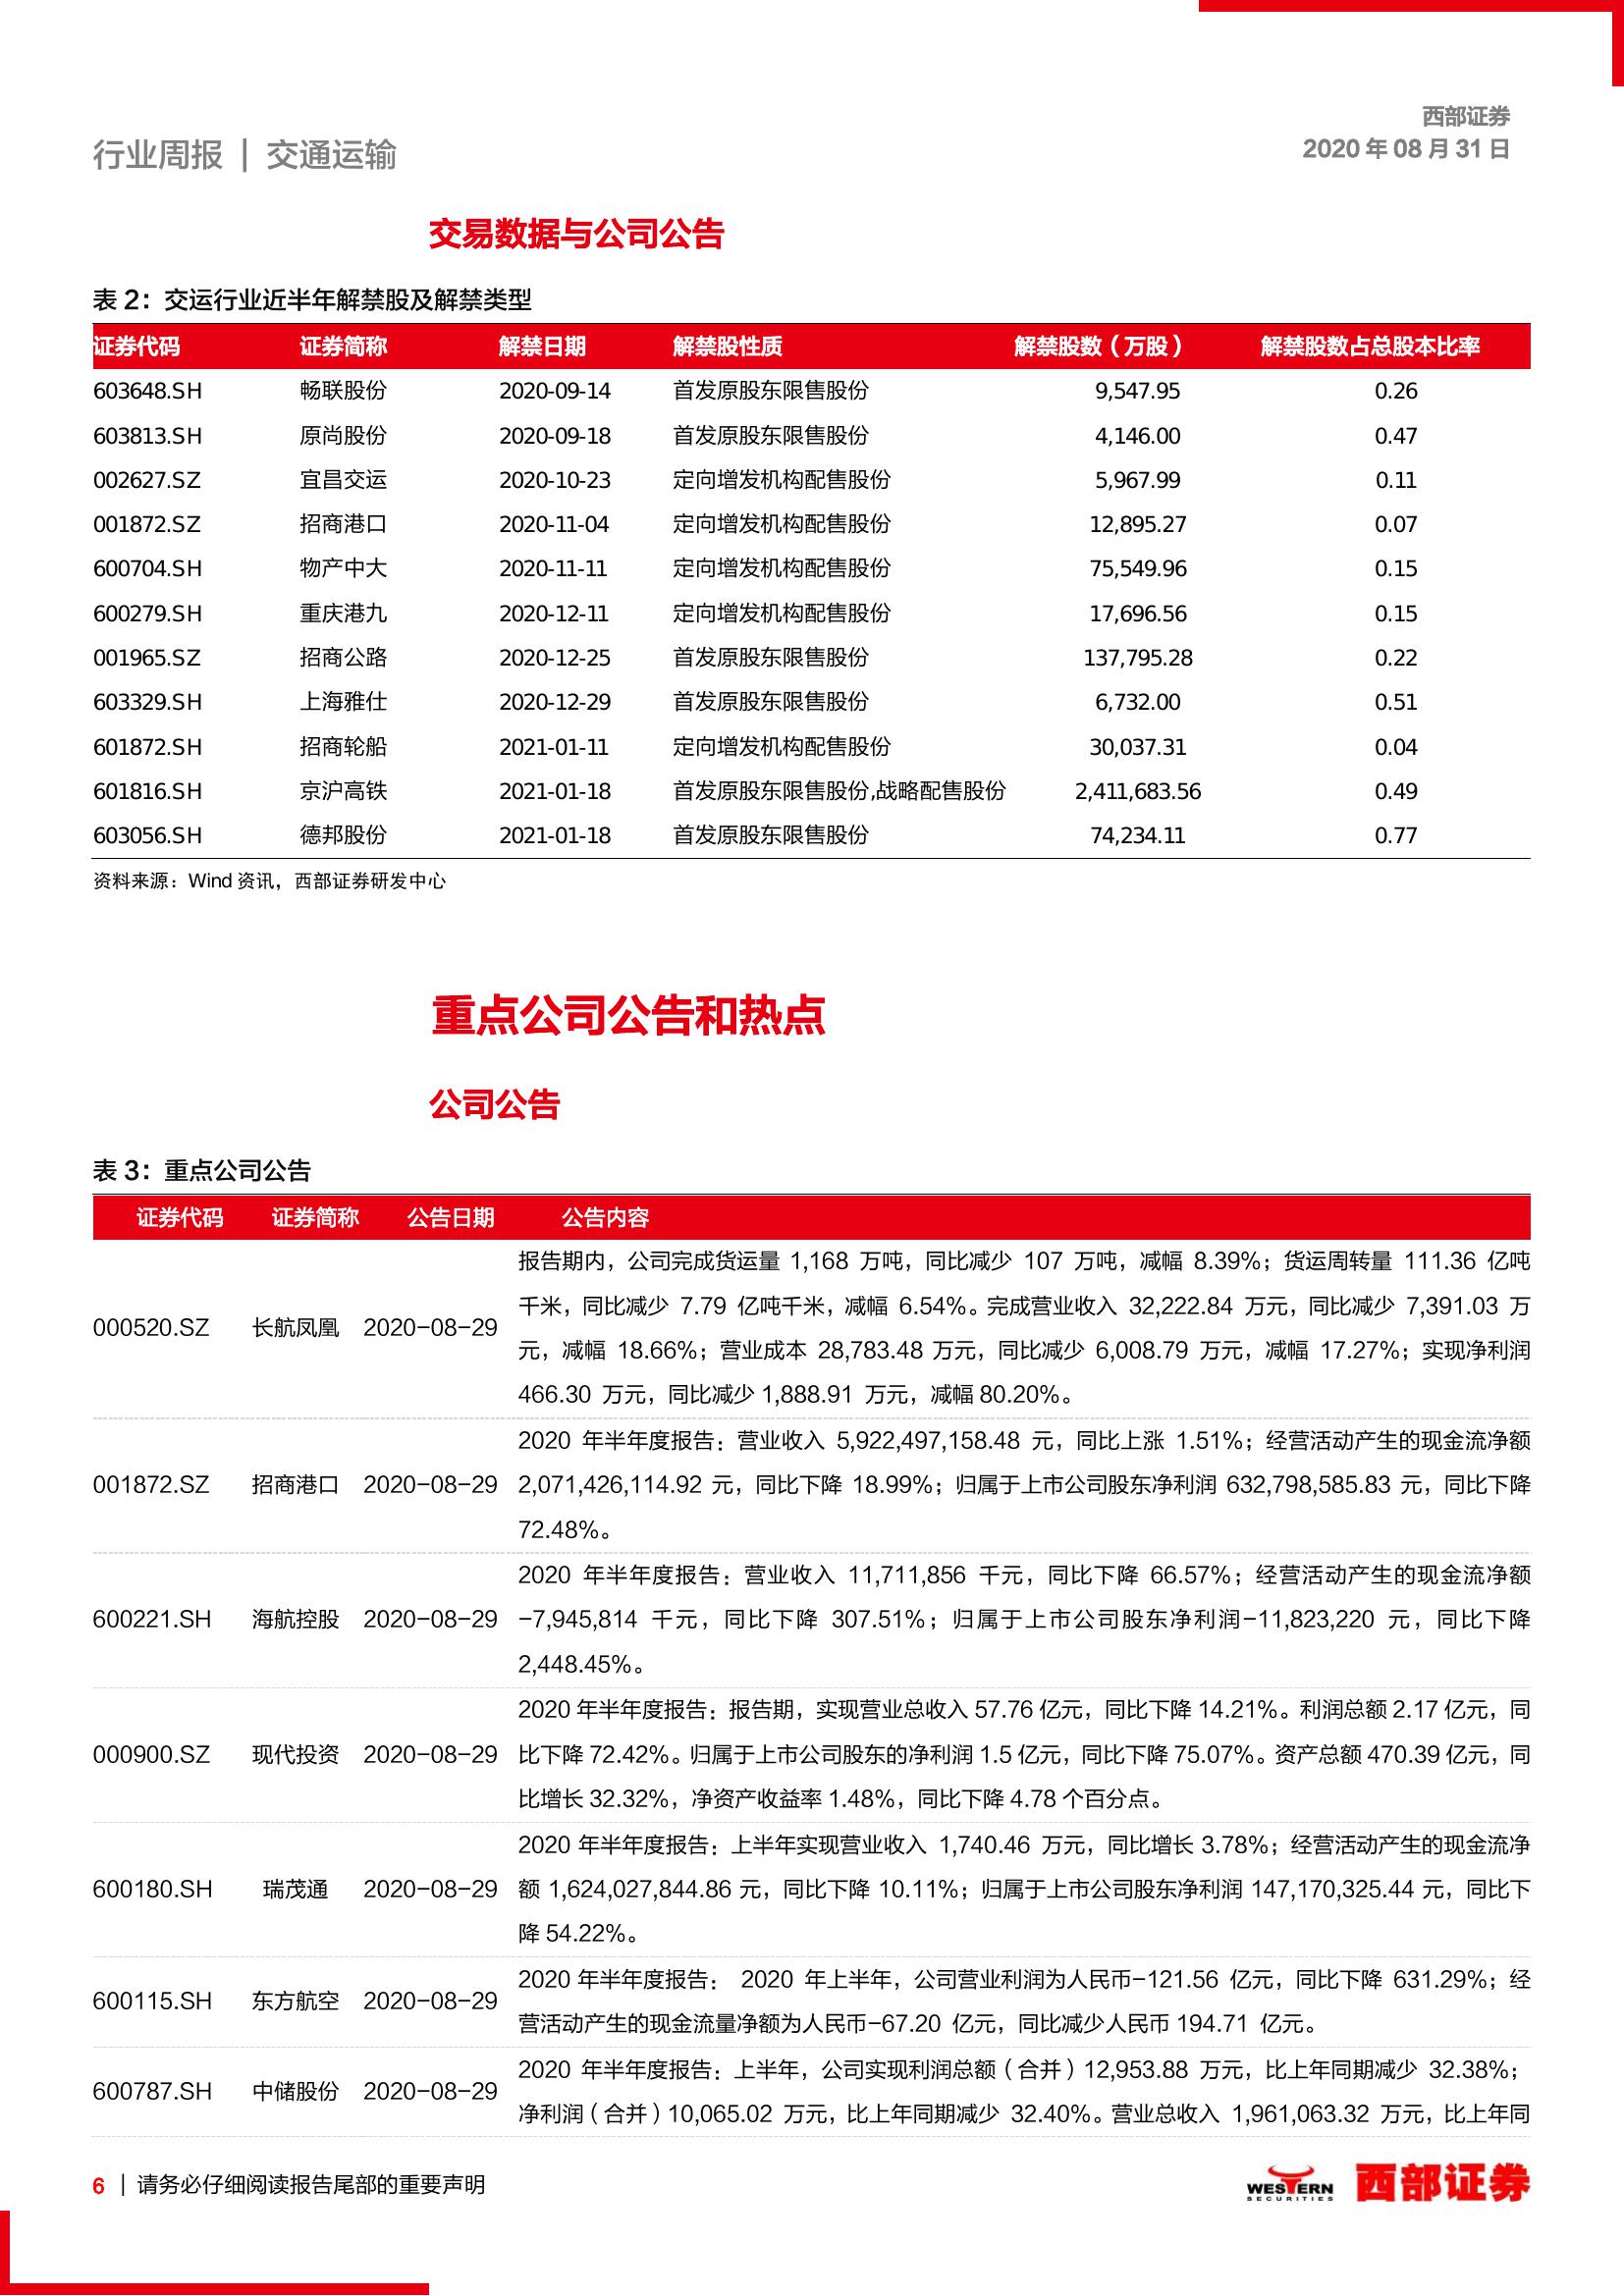 西部证券
行业周报 | 交通运输
2020 年 08 月 31 日
交易数据与公司公告
表 2：交运行业近半年解禁股及解禁类型
证券代码 证券简称 解禁日期 解禁股性质 解禁股数（万股） 解禁股数占总股本比率
603648.SH 畅联股份 2020-09-14 首发原股东限售股份 9,547.95 0.26
603813.SH 原尚股份 2020-09-18 首发原股东限售股份 4,146.00 0.47
002627.SZ 宜昌交运 2020-10-23 定向增发机构配售股份 5,967.99 0.11
001872.SZ 招商港口 2020-11-04 定向增发机构配售股份 12,895.27 0.07
600704.SH 物产中大 2020-11-11 定向增发机构配售股份 75,549.96 0.15
600279.SH 重庆港九 2020-12-11 定向增发机构配售股份 17,696.56 0.15
001965.SZ 招商公路 2020-12-25 首发原股东限售股份 137,795.28 0.22
603329.SH 上海雅仕 2020-12-29 首发原股东限售股份 6,732.00 0.51
601872.SH 招商轮船 2021-01-11 定向增发机构配售股份 30,037.31 0.04
601816.SH 京沪高铁 2021-01-18 首发原股东限售股份,战略配售股份 2,411,683.56 0.49
603056.SH 德邦股份 2021-01-18 首发原股东限售股份 74,234.11 0.77
资料来源：Wind 资讯，西部证券研发中心
重点公司公告和热点
公司公告
表 3：重点公司公告
证券代码 证券简称 公告日期 公告内容
000520.SZ 长航凤凰 2020-08-29
报告期内，公司完成货运量 1,168 万吨，同比减少 107 万吨，减幅 8.39%；货运周转量 111.36 亿吨
千米，同比减少 7.79 亿吨千米，减幅 6.54%。完成营业收入 32,222.84 万元，同比减少 7,391.03 万
元，减幅 18.66%；营业成本 28,783.48 万元，同比减少 6,008.79 万元，减幅 17.27%；实现净利润
466.30 万元，同比减少 1,888.91 万元，减幅 80.20%。
001872.SZ 招商港口 2020-08-29
2020 年半年度报告：营业收入 5,922,497,158.48 元，同比上涨 1.51%；经营活动产生的现金流净额
2,071,426,114.92 元，同比下降 18.99%；归属于上市公司股东净利润 632,798,585.83 元，同比下降
72.48%。
600221.SH 海航控股 2020-08-29
2020 年半年度报告：营业收入 11,711,856 千元，同比下降 66.57%；经营活动产生的现金流净额
-7,945,814 千元，同比下降 307.51%；归属于上市公司股东净利润-11,823,220 元，同比下降
2,448.45%。
000900.SZ 现代投资 2020-08-29
2020 年半年度报告：报告期，实现营业总收入 57.76 亿元，同比下降 14.21%。利润总额 2.17 亿元，同
比下降 72.42%。归属于上市公司股东的净利润 1.5 亿元，同比下降 75.07%。资产总额 470.39 亿元，同
比增长 32.32%，净资产收益率 1.48%，同比下降 4.78 个百分点。
600180.SH 瑞茂通 2020-08-29
2020 年半年度报告：上半年实现营业收入 1,740.46 万元，同比增长 3.78%；经营活动产生的现金流净
额 1,624,027,844.86 元，同比下降 10.11%；归属于上市公司股东净利润 147,170,325.44 元，同比下
降 54.22%。
600115.SH 东方航空 2020-08-29
2020 年半年度报告： 2020 年上半年，公司营业利润为人民币-121.56 亿元，同比下降 631.29%；经
营活动产生的现金流量净额为人民币-67.20 亿元，同比减少人民币 194.71 亿元。
600787.SH 中储股份 2020-08-29
2020 年半年度报告：上半年，公司实现利润总额（合并）12,953.88 万元，比上年同期减少 32.38%；
净利润（合并）10,065.02 万元，比上年同期减少 32.40%。营业总收入 1,961,063.32 万元，比上年同
6 | 请务必仔细阅读报告尾部的重要声明
WESTERN
SECURITIES
西部证券